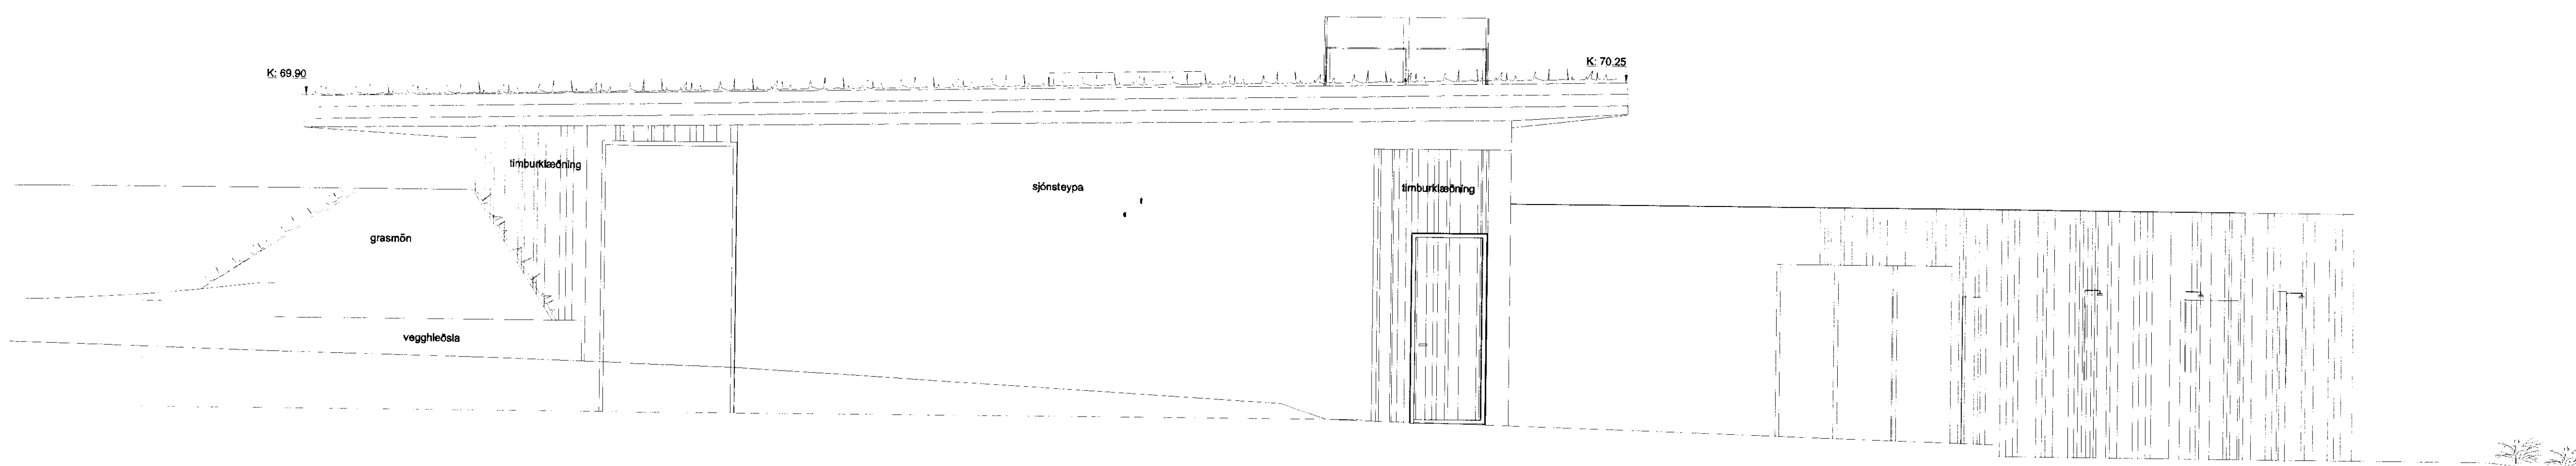 K: 69.90
K: 70.25
timburklæðning
sjónsteypa
timburklæðning
grasmön
vegghleðsla